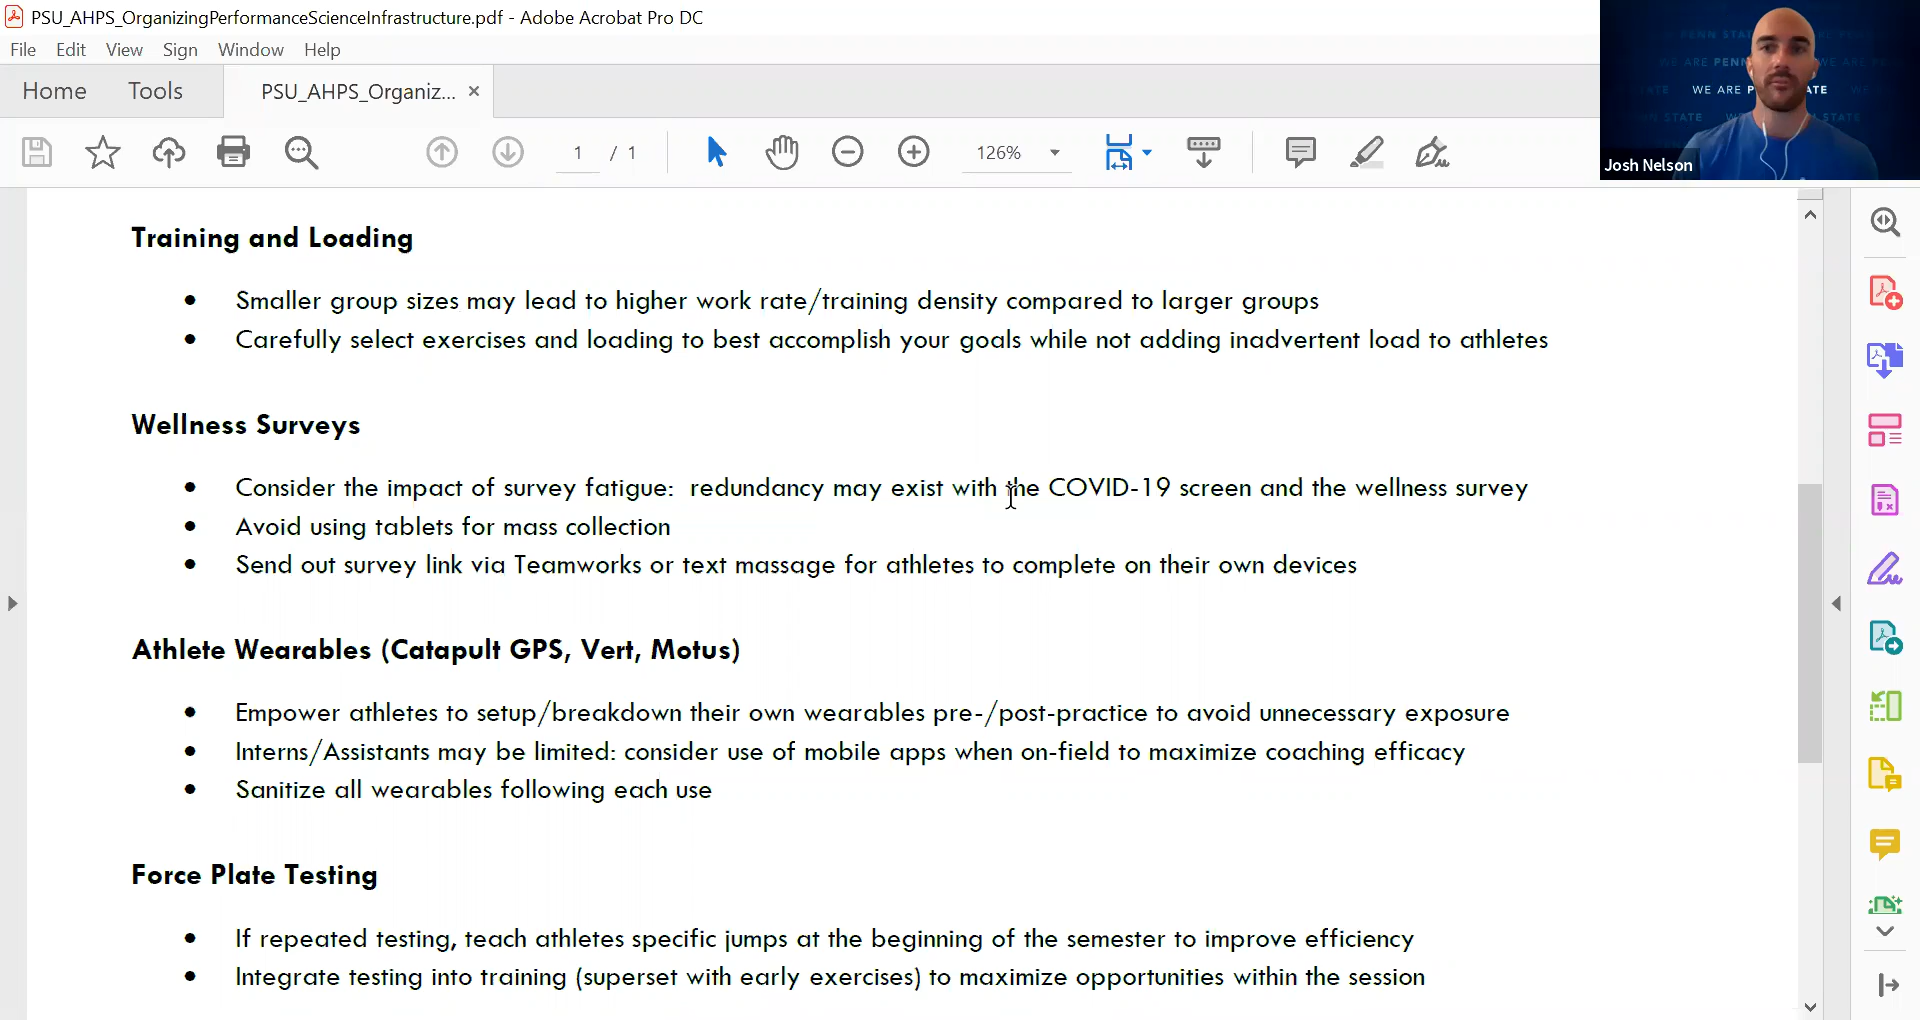 PSU_AHPS_OrganizingPerformanceScienceInfrastructure.pdf - Adobe Acrobat Pro DC
File Edit View Sign Window Help
Home Tools PSU_AHPS_Organiz... ×
1 / 1 126%
WE ARE
STATE
Josh Nelson
Training and Loading
• Smaller group sizes may lead to higher work rate/training density compared to larger groups
• Carefully select exercises and loading to best accomplish your goals while not adding inadvertent load to athletes
Wellness Surveys
• Consider the impact of survey fatigue: redundancy may exist with the COVID-19 screen and the wellness survey
• Avoid using tablets for mass collection
• Send out survey link via Teamworks or text massage for athletes to complete on their own devices
Athlete Wearables (Catapult GPS, Vert, Motus)
• Empower athletes to setup/breakdown their own wearables pre-/post-practice to avoid unnecessary exposure
• Interns/Assistants may be limited: consider use of mobile apps when on-field to maximize coaching efficacy
• Sanitize all wearables following each use
Force Plate Testing
• If repeated testing, teach athletes specific jumps at the beginning of the semester to improve efficiency
• Integrate testing into training (superset with early exercises) to maximize opportunities within the session